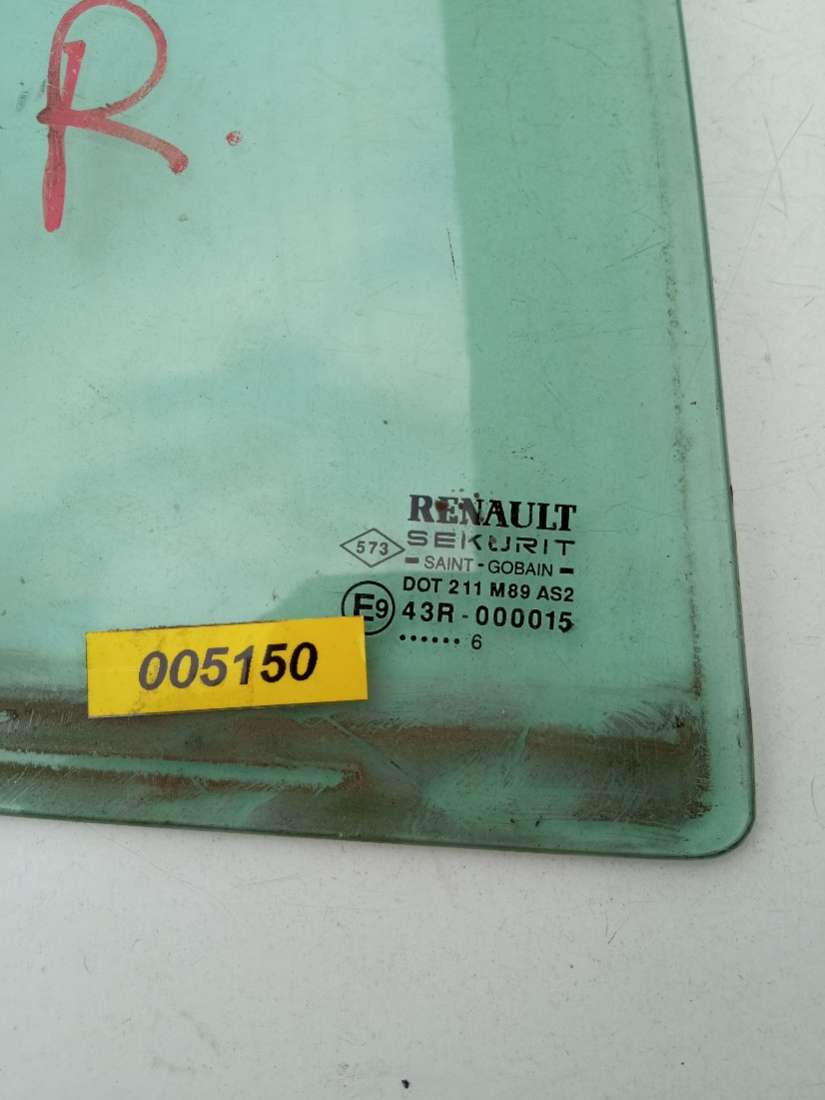 R.
RENAULT
573
SEKURIT
SAINT - GOBAIN
DOT 211 M89 AS2
E9 43R - 000015
...... 6
005150